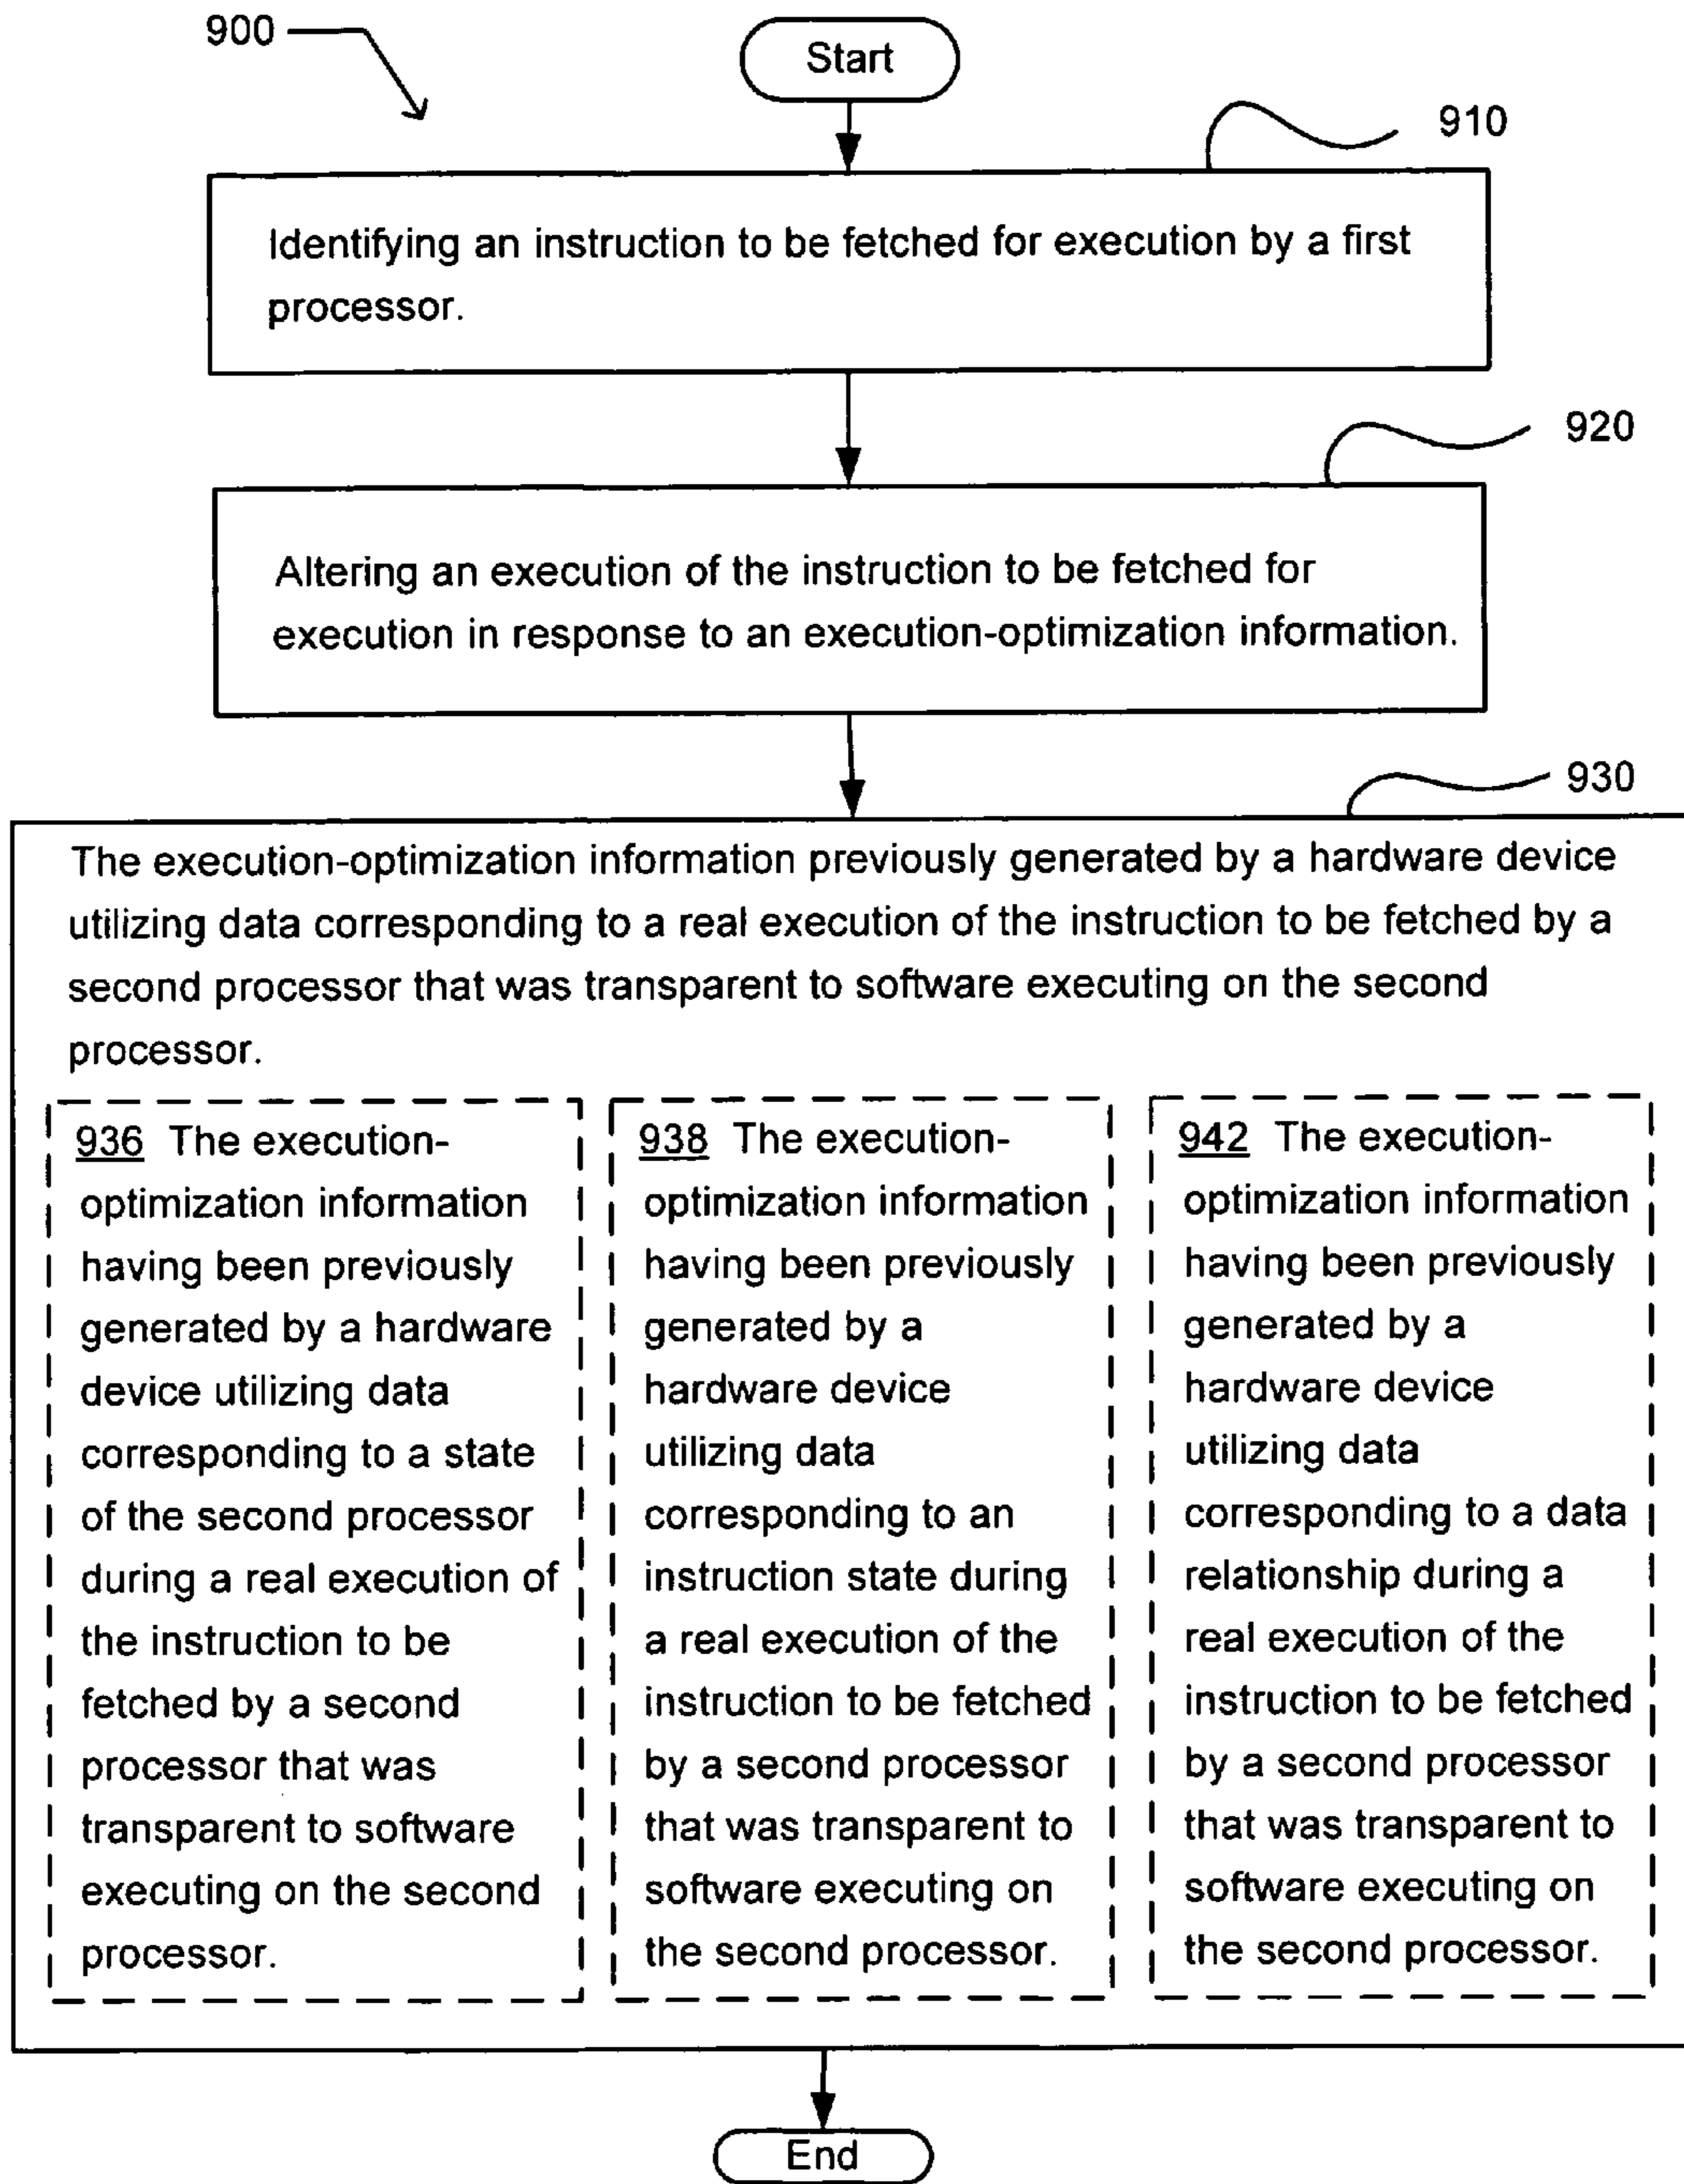 900
Start
910
Identifying an instruction to be fetched for execution by a first
processor.
920
Altering an execution of the instruction to be fetched for
execution in response to an execution-optimization information.
930
The execution-optimization information previously generated by a hardware device
utilizing data corresponding to a real execution of the instruction to be fetched by a
second processor that was transparent to software executing on the second
processor.
936 The execution-
optimization information
having been previously
generated by a hardware
device utilizing data
corresponding to a state
of the second processor
during a real execution of
the instruction to be
fetched by a second
processor that was
transparent to software
executing on the second
processor.
938 The execution-
optimization information
having been previously
generated by a
hardware device
utilizing data
corresponding to an
instruction state during
a real execution of the
instruction to be fetched
by a second processor
that was transparent to
software executing on
the second processor.
942 The execution-
optimization information
having been previously
generated by a
hardware device
utilizing data
corresponding to a data
relationship during a
real execution of the
instruction to be fetched
by a second processor
that was transparent to
software executing on
the second processor.
End